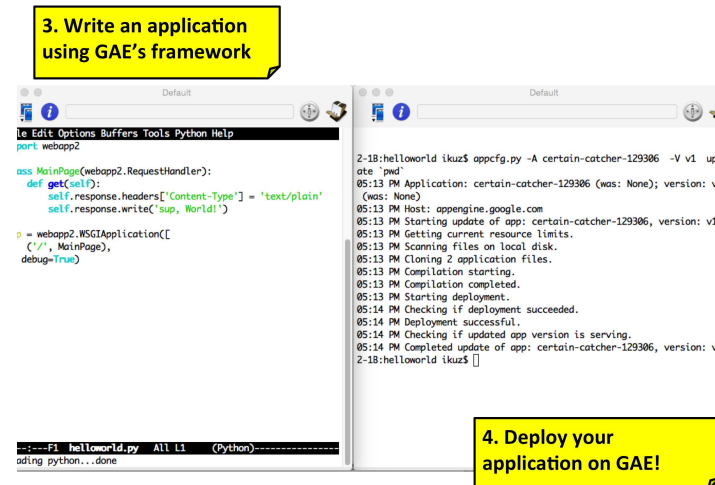 3. Write an application
using GAE's framework
Default
le Edit Options Buffers Tools Python Help
port webapp2
ass MainPage(webapp2.RequestHandler):
def get(self):
self.response.headers['Content-Type'] = 'text/plain'
self.response.write('sup, World!')
p = webapp2.WSGIApplication([
('/', MainPage),
debug=True)
--:---F1 helloworld.py All L1 (Python)----------------
ading python...done
Default
2-1B:helloworld ikuz$ appcfg.py -A certain-catcher-129306 -V v1 up
ate `pwd`
05:13 PM Application: certain-catcher-129306 (was: None); version: v
(was: None)
05:13 PM Host: appengine.google.com
05:13 PM Starting update of app: certain-catcher-129306, version: v1
05:13 PM Getting current resource limits.
05:13 PM Scanning files on local disk.
05:13 PM Cloning 2 application files.
05:13 PM Compilation starting.
05:13 PM Compilation completed.
05:13 PM Starting deployment.
05:14 PM Checking if deployment succeeded.
05:14 PM Deployment successful.
05:14 PM Checking if updated app version is serving.
05:14 PM Completed update of app: certain-catcher-129306, version: v
2-1B:helloworld ikuz$
4. Deploy your
application on GAE!